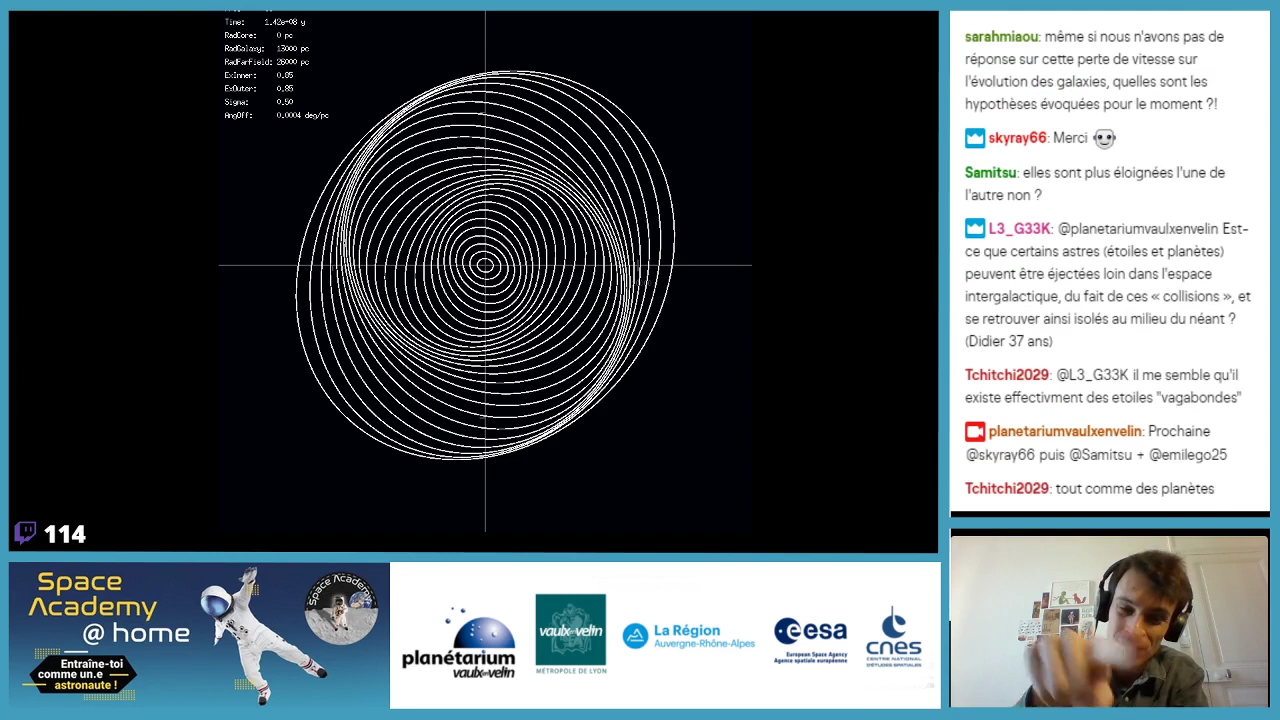 Time: 1.42e+08 y
RadCore: 0 pc
RadGalaxy: 13000 pc
RadFarField: 26000 pc
ExInner: 0.85
ExOuter: 0.85
Sigma: 0.50
AngOff: 0.0004 deg/pc
114
sarahmiaou: même si nous n'avons pas de
réponse sur cette perte de vitesse sur
l'évolution des galaxies, quelles sont les
hypothèses évoquées pour le moment ?!
skyray66: Merci
Samitsu: elles sont plus éloignées l'une de
l'autre non ?
L3_G33K: @planetariumvaulxenvelin Est-
ce que certains astres (étoiles et planètes)
peuvent être éjectées loin dans l'espace
intergalactique, du fait de ces « collisions », et
se retrouver ainsi isolés au milieu du néant ?
(Didier 37 ans)
Tchitchi2029: @L3_G33K il me semble qu'il
existe effectivment des etoiles "vagabondes"
planetariumvaulxenvelin: Prochaine
@skyray66 puis @Samitsu + @emilego25
Tchitchi2029: tout comme des planètes
Space
Academy
@ home
Entraîne-toi
comme un.e
astronaute !
Space Academy
planétarium
vaulx en velin
vaulx en velin
MÉTROPOLE DE LYON
La Région
Auvergne-Rhône-Alpes
esa
European Space Agency
Agence spatiale européenne
cnes
CENTRE NATIONAL
D'ÉTUDES SPATIALES